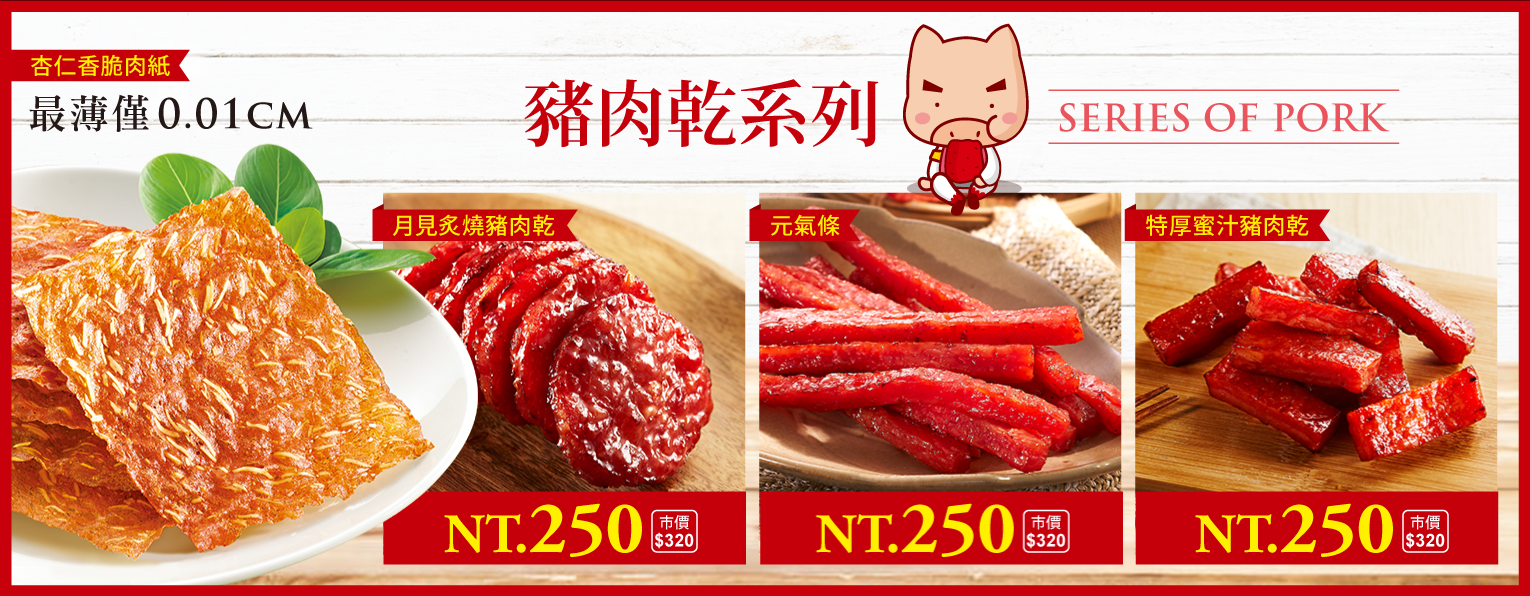 杏仁香脆肉紙
最薄僅0.01CM
豬肉乾系列
SERIES OF PORK
月見炙燒豬肉乾
NT.250
市價
$320
元氣條
NT.250
市價
$320
特厚蜜汁豬肉乾
NT.250
市價
$320